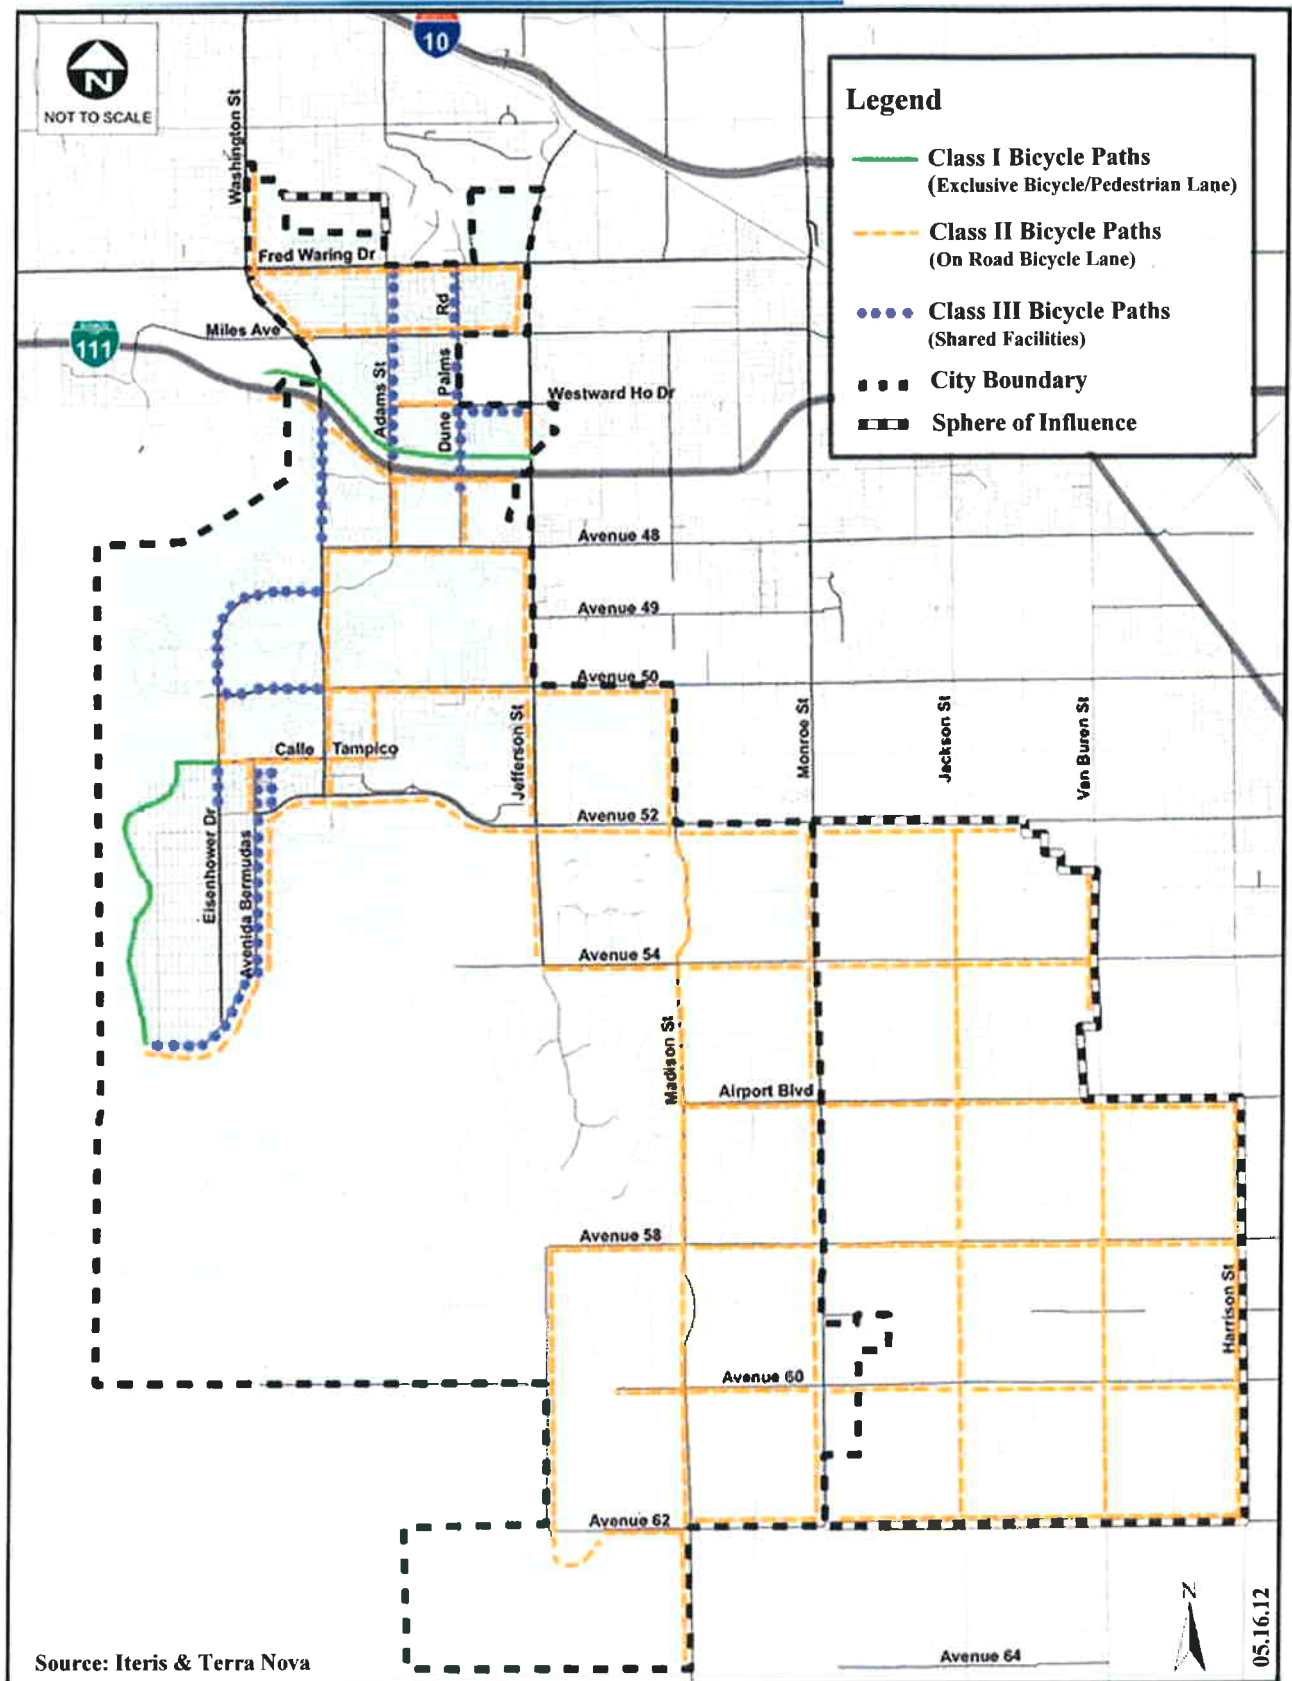 10
N
NOT TO SCALE
Washington St
Legend
Class I Bicycle Paths
(Exclusive Bicycle/Pedestrian Lane)
Class II Bicycle Paths
(On Road Bicycle Lane)
Class III Bicycle Paths
(Shared Facilities)
City Boundary
Sphere of Influence
Fred Waring Dr
Miles Ave
111
Adams St
Dune Palms Rd
Westward Ho Dr
Avenue 48
Avenue 49
Avenue 50
Calle Tampico
Jefferson St
Monroe St
Jackson St
Van Buren St
Avenue 52
Eisenhower Dr
Avenida Bermudas
Avenue 54
Madison St
Airport Blvd
Avenue 58
Harrison St
Avenue 60
Avenue 62
Avenue 64
N
05.16.12
Source: Iteris & Terra Nova